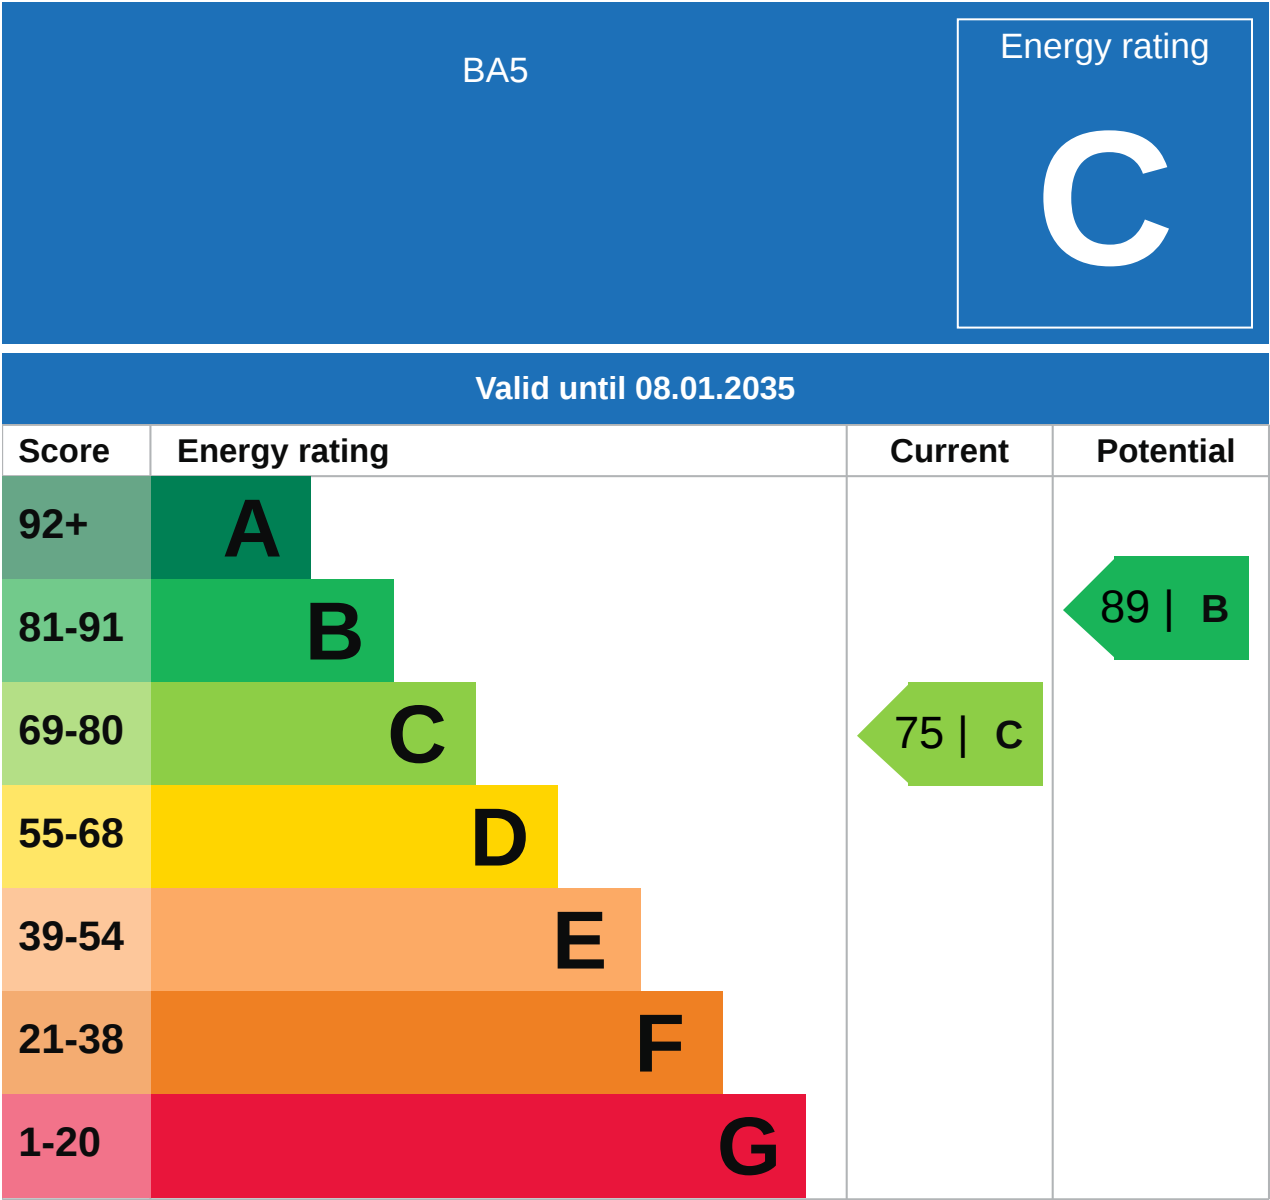 BA5
Energy rating
C
Valid until 08.01.2035
Score Energy rating Current Potential
92+ A
81-91 B
89 | B
69-80 C
75 | C
55-68 D
39-54 E
21-38 F
1-20 G